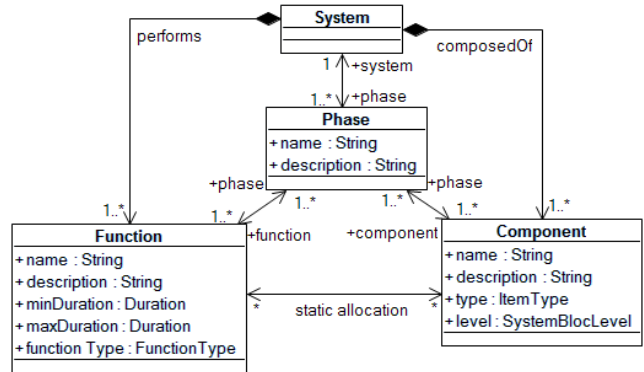 System
performs
composedOf
1
+system
1..*
+phase
Phase
+ name : String
+ description : String
+phase
1..*
1..*
+phase
1..*
1..*
+function
+component
1..*
1..*
Function
+ name : String
+ description : String
+ minDuration : Duration
+ maxDuration : Duration
+ function Type : FunctionType
Component
+ name : String
+ description : String
+ type : ItemType
+ level : SystemBlocLevel
*
static allocation
*